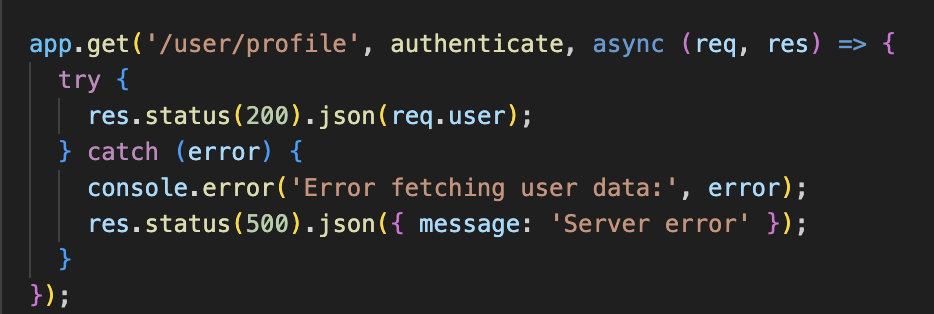 app.get('/user/profile', authenticate, async (req, res) => {
  try {
    res.status(200).json(req.user);
  } catch (error) {
    console.error('Error fetching user data:', error);
    res.status(500).json({ message: 'Server error' });
  }
});